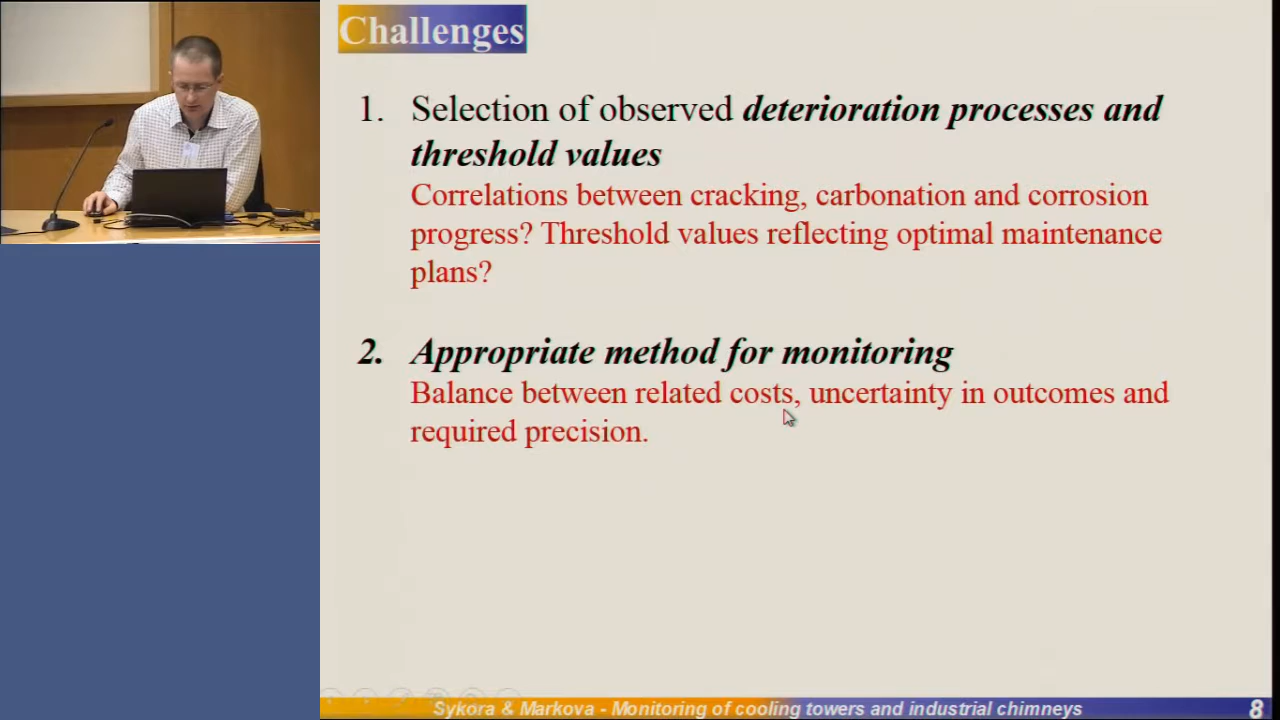 Challenges
1. Selection of observed deterioration processes and
threshold values
Correlations between cracking, carbonation and corrosion
progress? Threshold values reflecting optimal maintenance
plans?
2. Appropriate method for monitoring
Balance between related costs, uncertainty in outcomes and
required precision.
Sykora & Markova - Monitoring of cooling towers and industrial chimneys 8